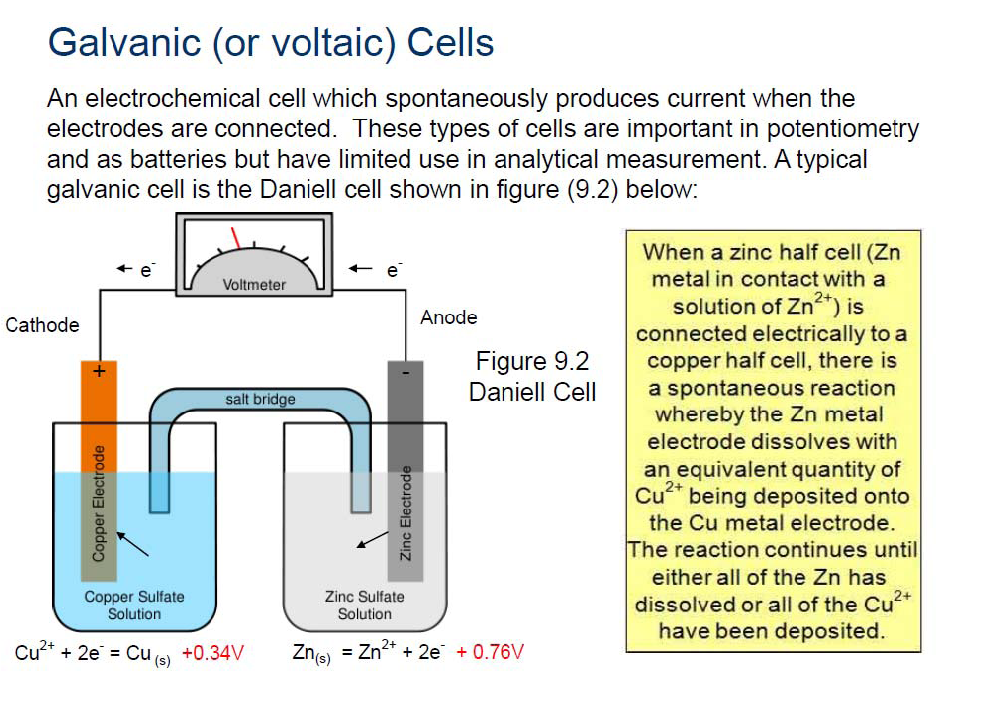 Galvanic (or voltaic) Cells
An electrochemical cell which spontaneously produces current when the
electrodes are connected. These types of cells are important in potentiometry
and as batteries but have limited use in analytical measurement. A typical
galvanic cell is the Daniell cell shown in figure (9.2) below:
← e⁻
Voltmeter
← e⁻
Cathode
Anode
+
-
Figure 9.2
Daniell Cell
salt bridge
Copper Electrode
Zinc Electrode
Copper Sulfate
Solution
Zinc Sulfate
Solution
Cu²⁺ + 2e⁻ = Cu (s) +0.34V
Zn(s) = Zn²⁺ + 2e⁻ + 0.76V
When a zinc half cell (Zn
metal in contact with a
solution of Zn²⁺) is
connected electrically to a
copper half cell, there is
a spontaneous reaction
whereby the Zn metal
electrode dissolves with
an equivalent quantity of
Cu²⁺ being deposited onto
the Cu metal electrode.
The reaction continues until
either all of the Zn has
dissolved or all of the Cu²⁺
have been deposited.